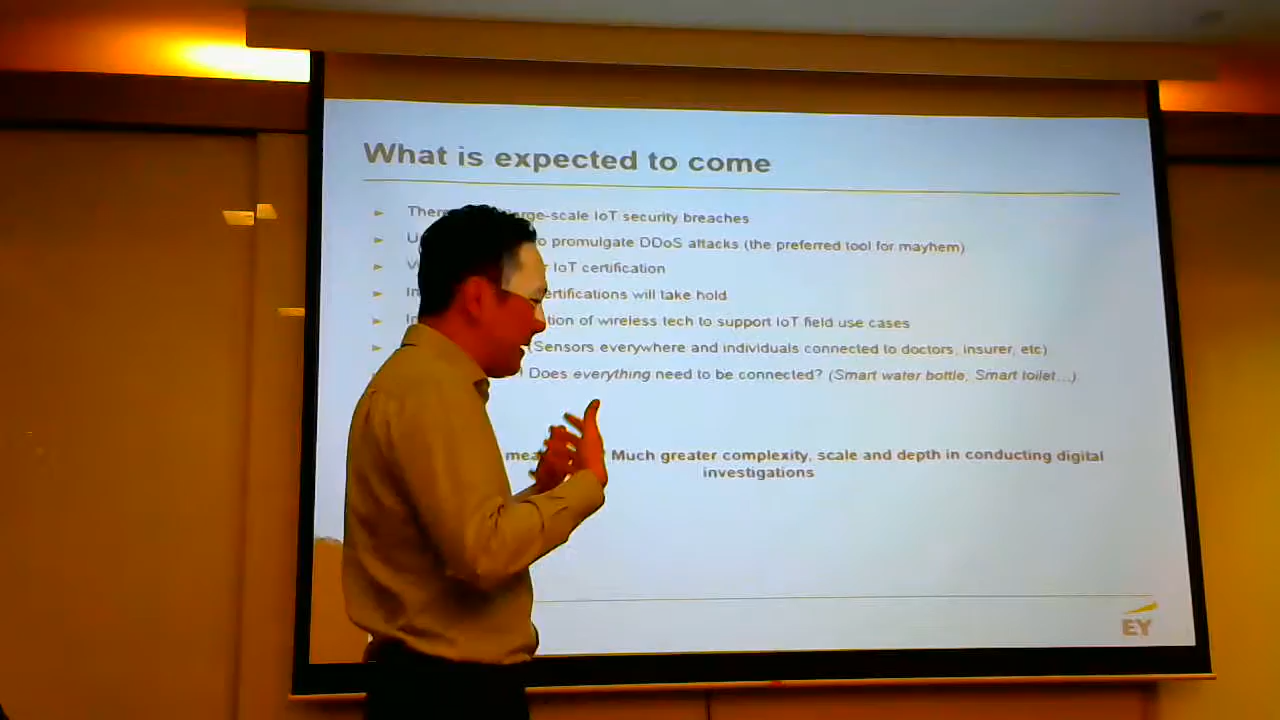 What is expected to come
► There large-scale IoT security breaches
► to promulgate DDoS attacks (the preferred tool for mayhem)
► IoT certification
► certifications will take hold
► of wireless tech to support IoT field use cases
► (Sensors everywhere and individuals connected to doctors, insurer, etc)
Does everything need to be connected? (Smart water bottle, Smart toilet...)
Much greater complexity, scale and depth in conducting digital
investigations
EY